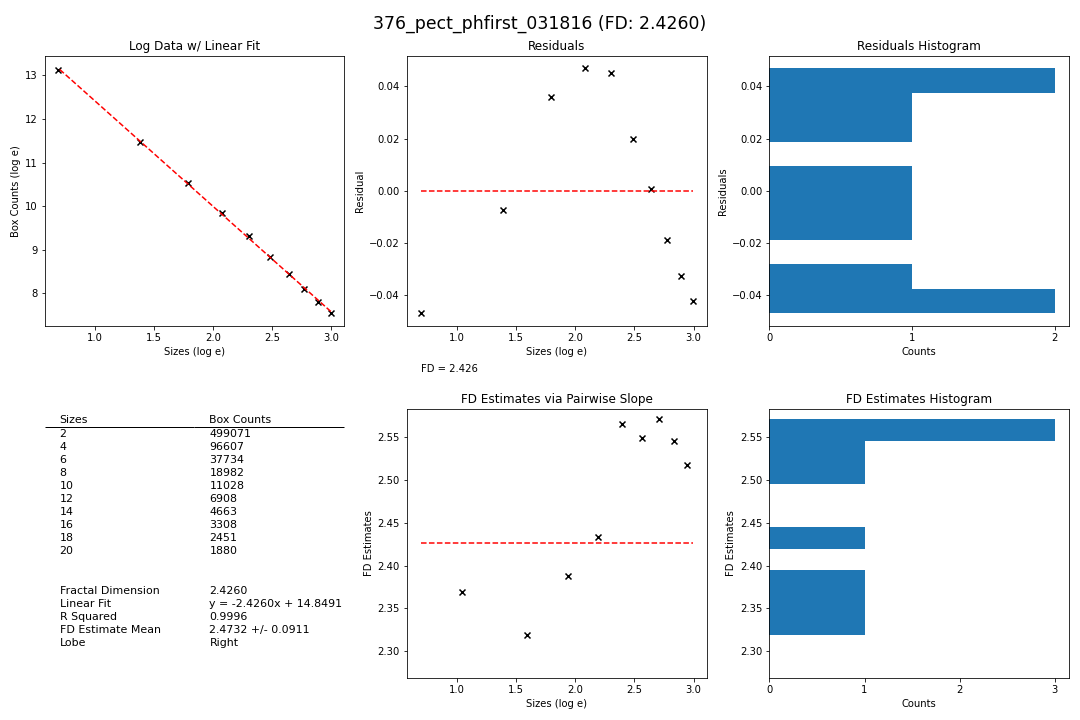 376_pect_phfirst_031816 (FD: 2.4260)
Log Data w/ Linear Fit
Box Counts (log e)
13
12
11
10
9
8
1.0 1.5 2.0 2.5 3.0
Sizes (log e)
Residuals
Residual
0.04
0.02
0.00
−0.02
−0.04
1.0 1.5 2.0 2.5 3.0
Sizes (log e)
FD = 2.426
Residuals Histogram
Residuals
0.04
0.02
0.00
−0.02
−0.04
0 1 2
Counts
Sizes Box Counts
2 499071
4 96607
6 37734
8 18982
10 11028
12 6908
14 4663
16 3308
18 2451
20 1880
Fractal Dimension 2.4260
Linear Fit y = -2.4260x + 14.8491
R Squared 0.9996
FD Estimate Mean 2.4732 +/- 0.0911
Lobe Right
FD Estimates via Pairwise Slope
FD Estimates
2.55
2.50
2.45
2.40
2.35
2.30
1.0 1.5 2.0 2.5 3.0
Sizes (log e)
FD Estimates Histogram
FD Estimates
2.55
2.50
2.45
2.40
2.35
2.30
0 1 2 3
Counts